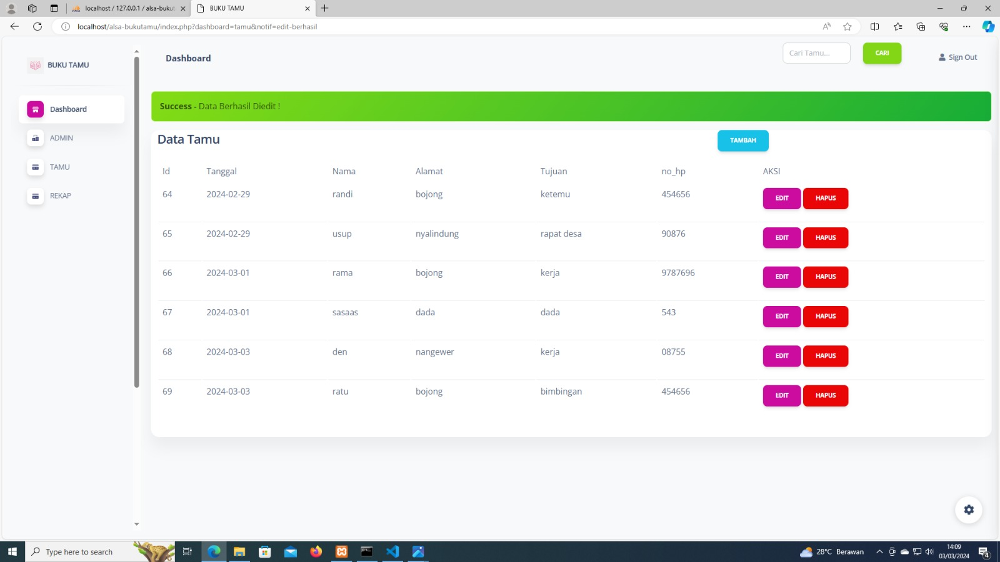 localhost / 127.0.0.1 / alsa-bukut
BUKU TAMU
localhost/alsa-bukutamu/index.php?dashboard=tamu&notif=edit-berhasil
BUKU TAMU
Dashboard
Cari Tamu...
CARI
Sign Out
Success - Data Berhasil Diedit !
Dashboard
ADMIN
TAMU
REKAP
Data Tamu
TAMBAH
Id Tanggal Nama Alamat Tujuan no_hp AKSI
64 2024-02-29 randi bojong ketemu 454656 EDIT HAPUS
65 2024-02-29 usup nyalindung rapat desa 90876 EDIT HAPUS
66 2024-03-01 rama bojong kerja 9787696 EDIT HAPUS
67 2024-03-01 sasaas dada dada 543 EDIT HAPUS
68 2024-03-03 den nangewer kerja 08755 EDIT HAPUS
69 2024-03-03 ratu bojong bimbingan 454656 EDIT HAPUS
Type here to search
28°C Berawan
14:09
03/03/2024
4